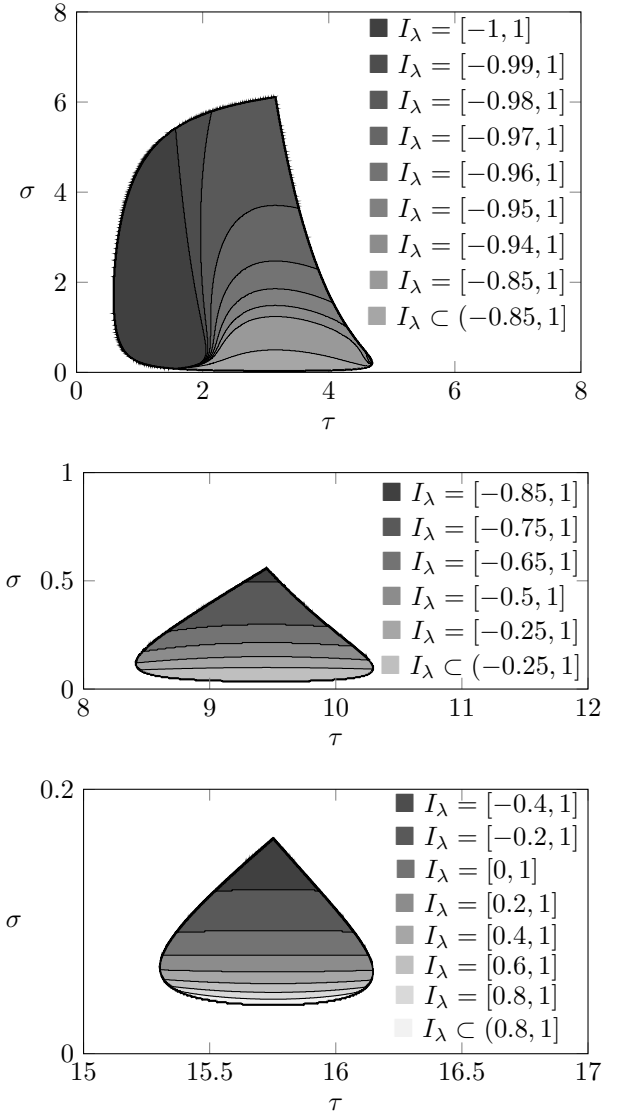 8
6
4
2
0
σ
0
2
4
6
8
τ
I_λ = [−1, 1]
I_λ = [−0.99, 1]
I_λ = [−0.98, 1]
I_λ = [−0.97, 1]
I_λ = [−0.96, 1]
I_λ = [−0.95, 1]
I_λ = [−0.94, 1]
I_λ = [−0.85, 1]
I_λ ⊂ (−0.85, 1]
1
0.5
0
σ
8
9
10
11
12
τ
I_λ = [−0.85, 1]
I_λ = [−0.75, 1]
I_λ = [−0.65, 1]
I_λ = [−0.5, 1]
I_λ = [−0.25, 1]
I_λ ⊂ (−0.25, 1]
0.2
0
σ
15
15.5
16
16.5
17
τ
I_λ = [−0.4, 1]
I_λ = [−0.2, 1]
I_λ = [0, 1]
I_λ = [0.2, 1]
I_λ = [0.4, 1]
I_λ = [0.6, 1]
I_λ = [0.8, 1]
I_λ ⊂ (0.8, 1]